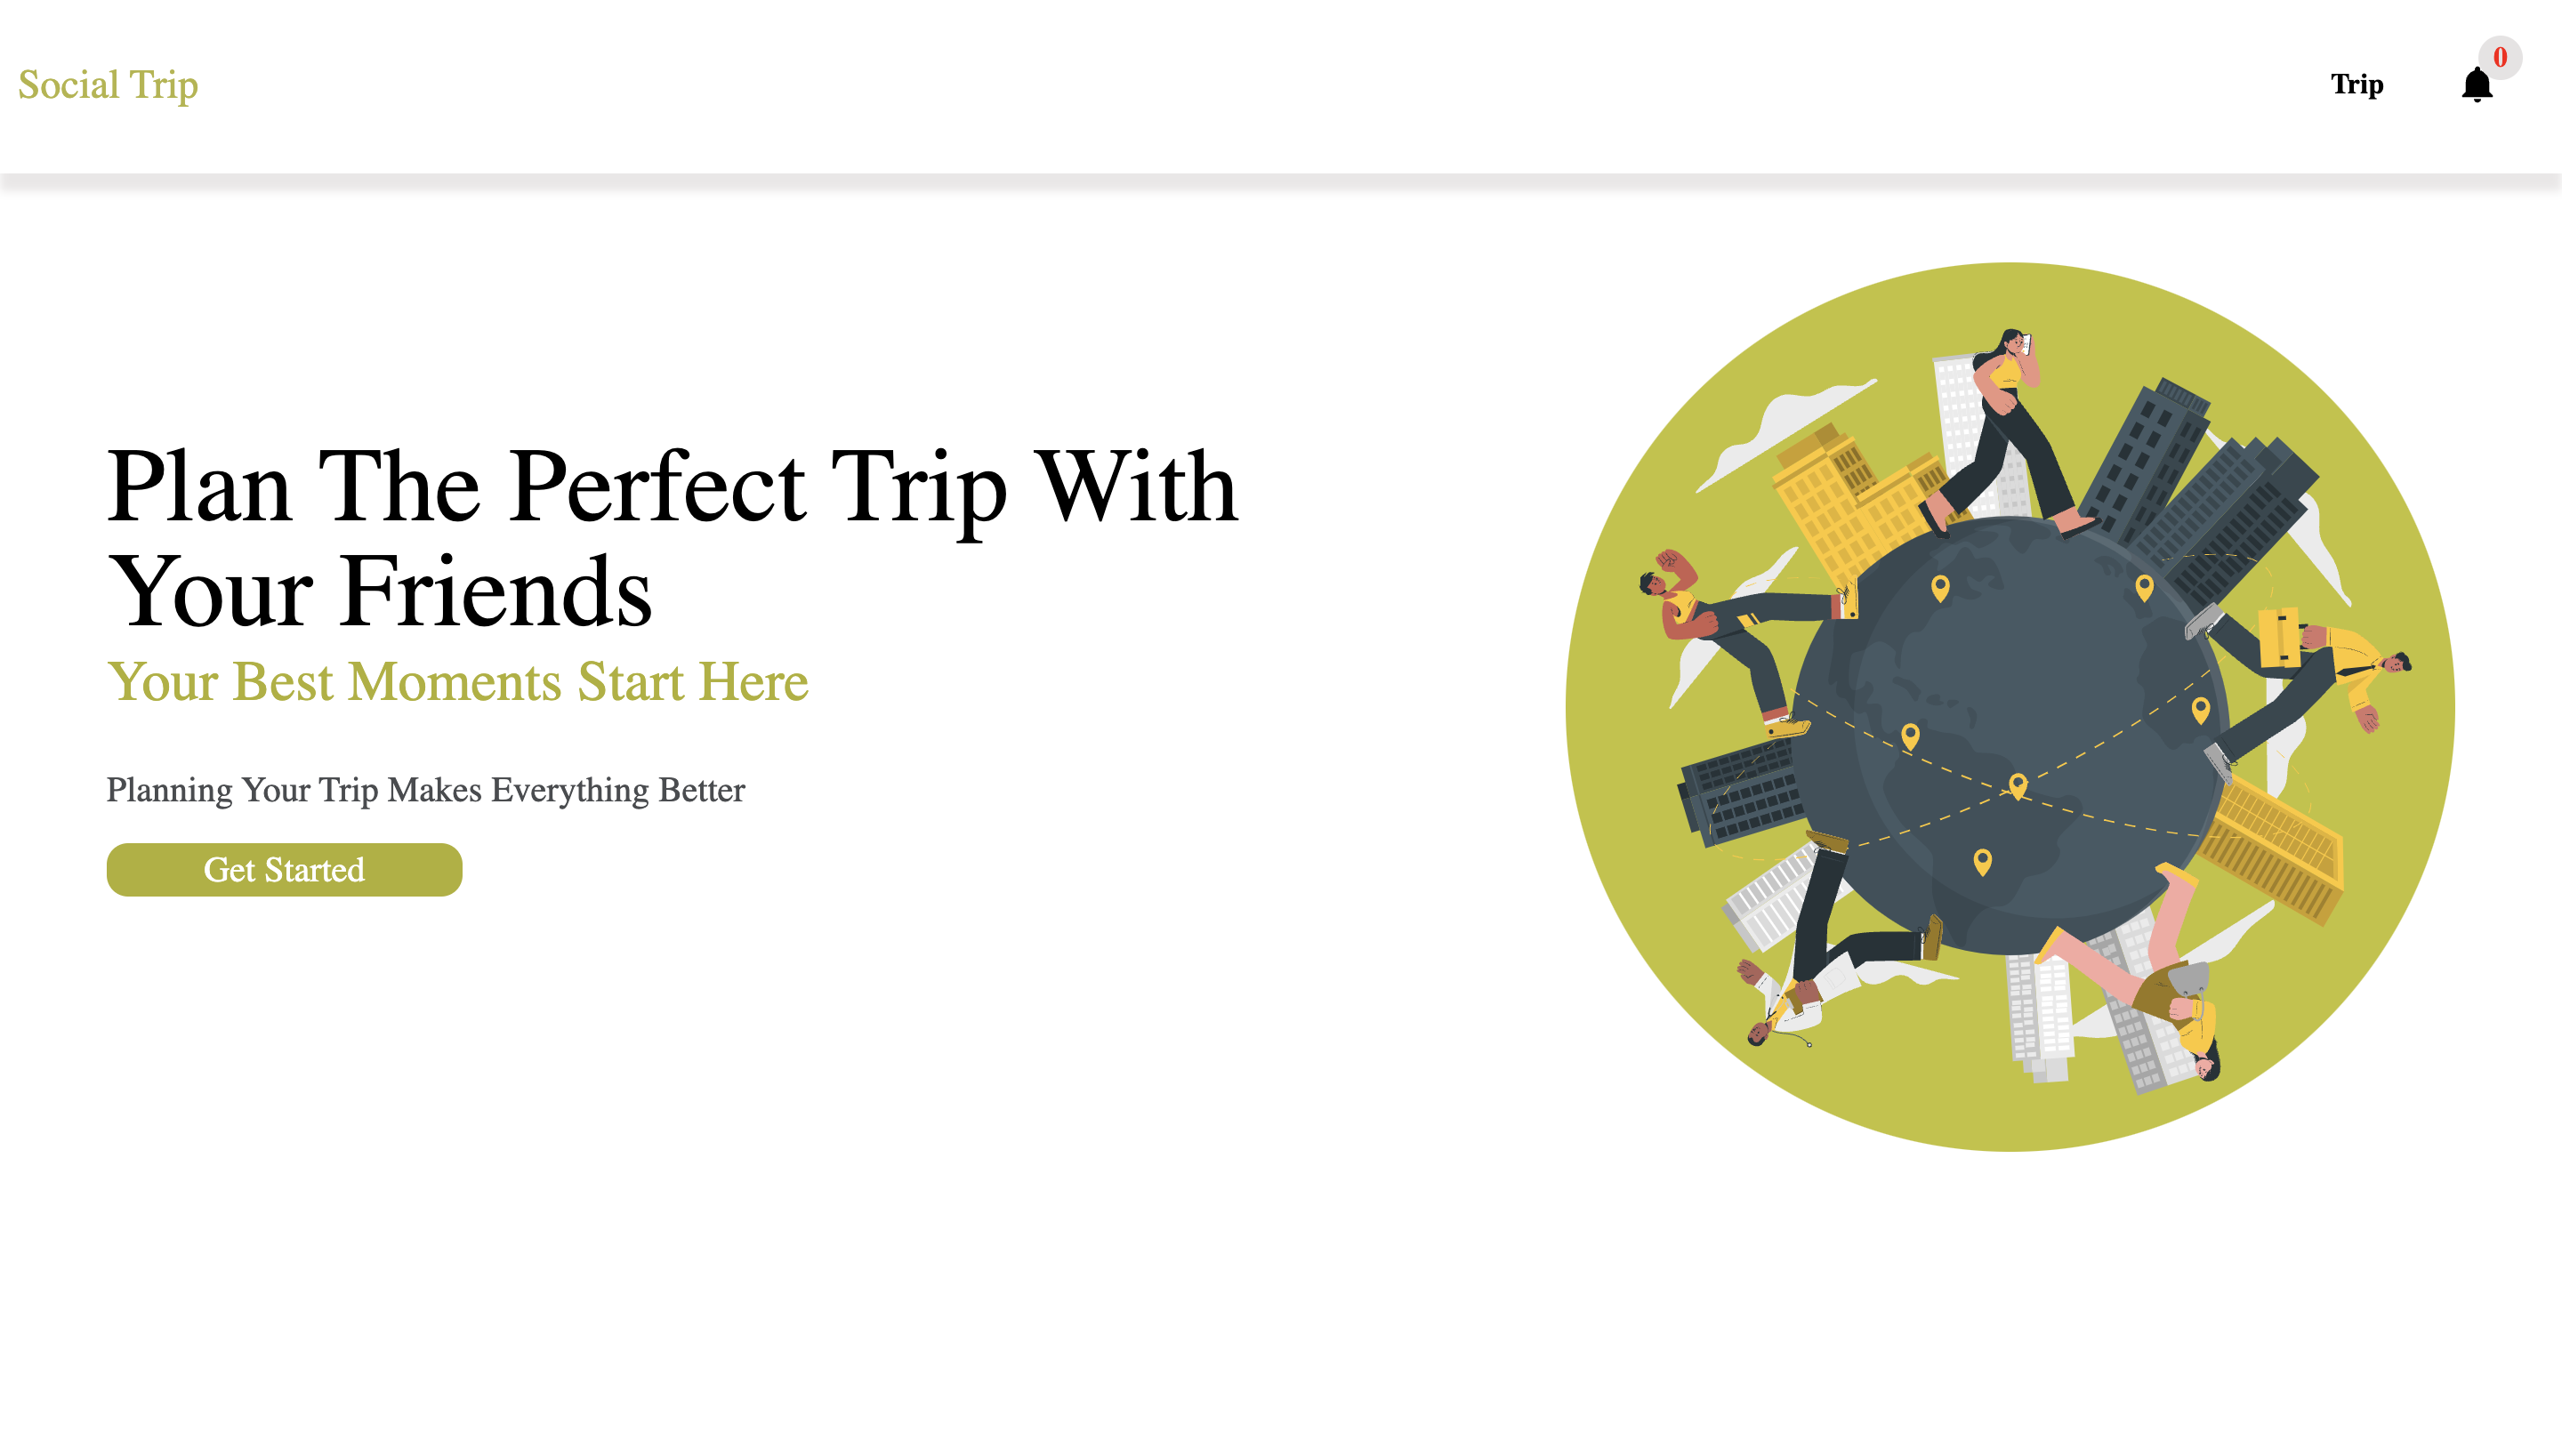 Social Trip
Trip
0
Plan The Perfect Trip With
Your Friends
Your Best Moments Start Here
Planning Your Trip Makes Everything Better
Get Started